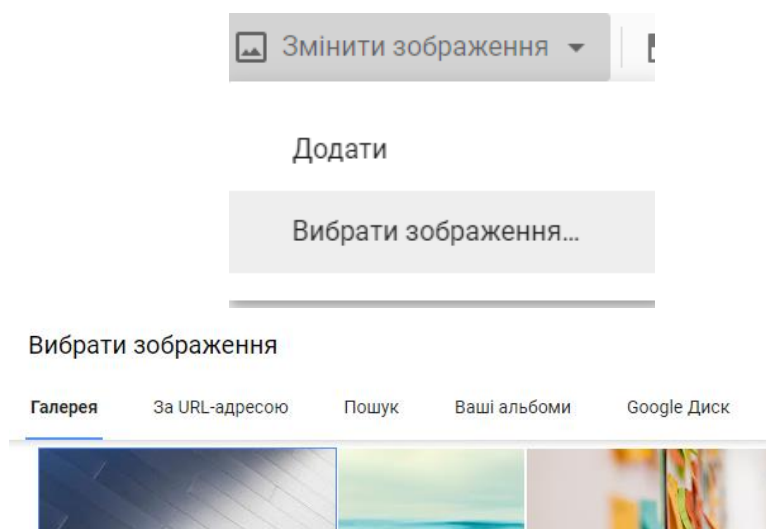 Змінити зображення
Додати
Вибрати зображення...
Вибрати зображення
Галерея За URL-адресою Пошук Ваші альбоми Google Диск